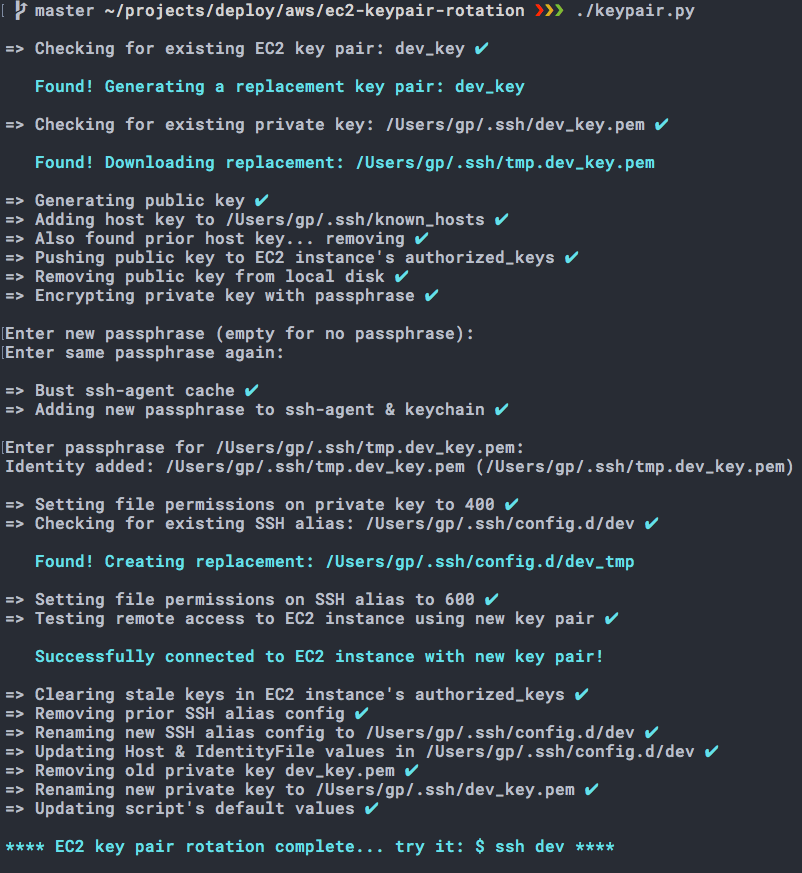 master ~/projects/deploy/aws/ec2-keypair-rotation ❯❯❯ ./keypair.py
=> Checking for existing EC2 key pair: dev_key ✔
Found! Generating a replacement key pair: dev_key
=> Checking for existing private key: /Users/gp/.ssh/dev_key.pem ✔
Found! Downloading replacement: /Users/gp/.ssh/tmp.dev_key.pem
=> Generating public key ✔
=> Adding host key to /Users/gp/.ssh/known_hosts ✔
=> Also found prior host key... removing ✔
=> Pushing public key to EC2 instance's authorized_keys ✔
=> Removing public key from local disk ✔
=> Encrypting private key with passphrase ✔
Enter new passphrase (empty for no passphrase):
Enter same passphrase again:
=> Bust ssh-agent cache ✔
=> Adding new passphrase to ssh-agent & keychain ✔
Enter passphrase for /Users/gp/.ssh/tmp.dev_key.pem:
Identity added: /Users/gp/.ssh/tmp.dev_key.pem (/Users/gp/.ssh/tmp.dev_key.pem)
=> Setting file permissions on private key to 400 ✔
=> Checking for existing SSH alias: /Users/gp/.ssh/config.d/dev ✔
Found! Creating replacement: /Users/gp/.ssh/config.d/dev_tmp
=> Setting file permissions on SSH alias to 600 ✔
=> Testing remote access to EC2 instance using new key pair ✔
Successfully connected to EC2 instance with new key pair!
=> Clearing stale keys in EC2 instance's authorized_keys ✔
=> Removing prior SSH alias config ✔
=> Renaming new SSH alias config to /Users/gp/.ssh/config.d/dev ✔
=> Updating Host & IdentityFile values in /Users/gp/.ssh/config.d/dev ✔
=> Removing old private key dev_key.pem ✔
=> Renaming new private key to /Users/gp/.ssh/dev_key.pem ✔
=> Updating script's default values ✔
**** EC2 key pair rotation complete... try it: $ ssh dev ****